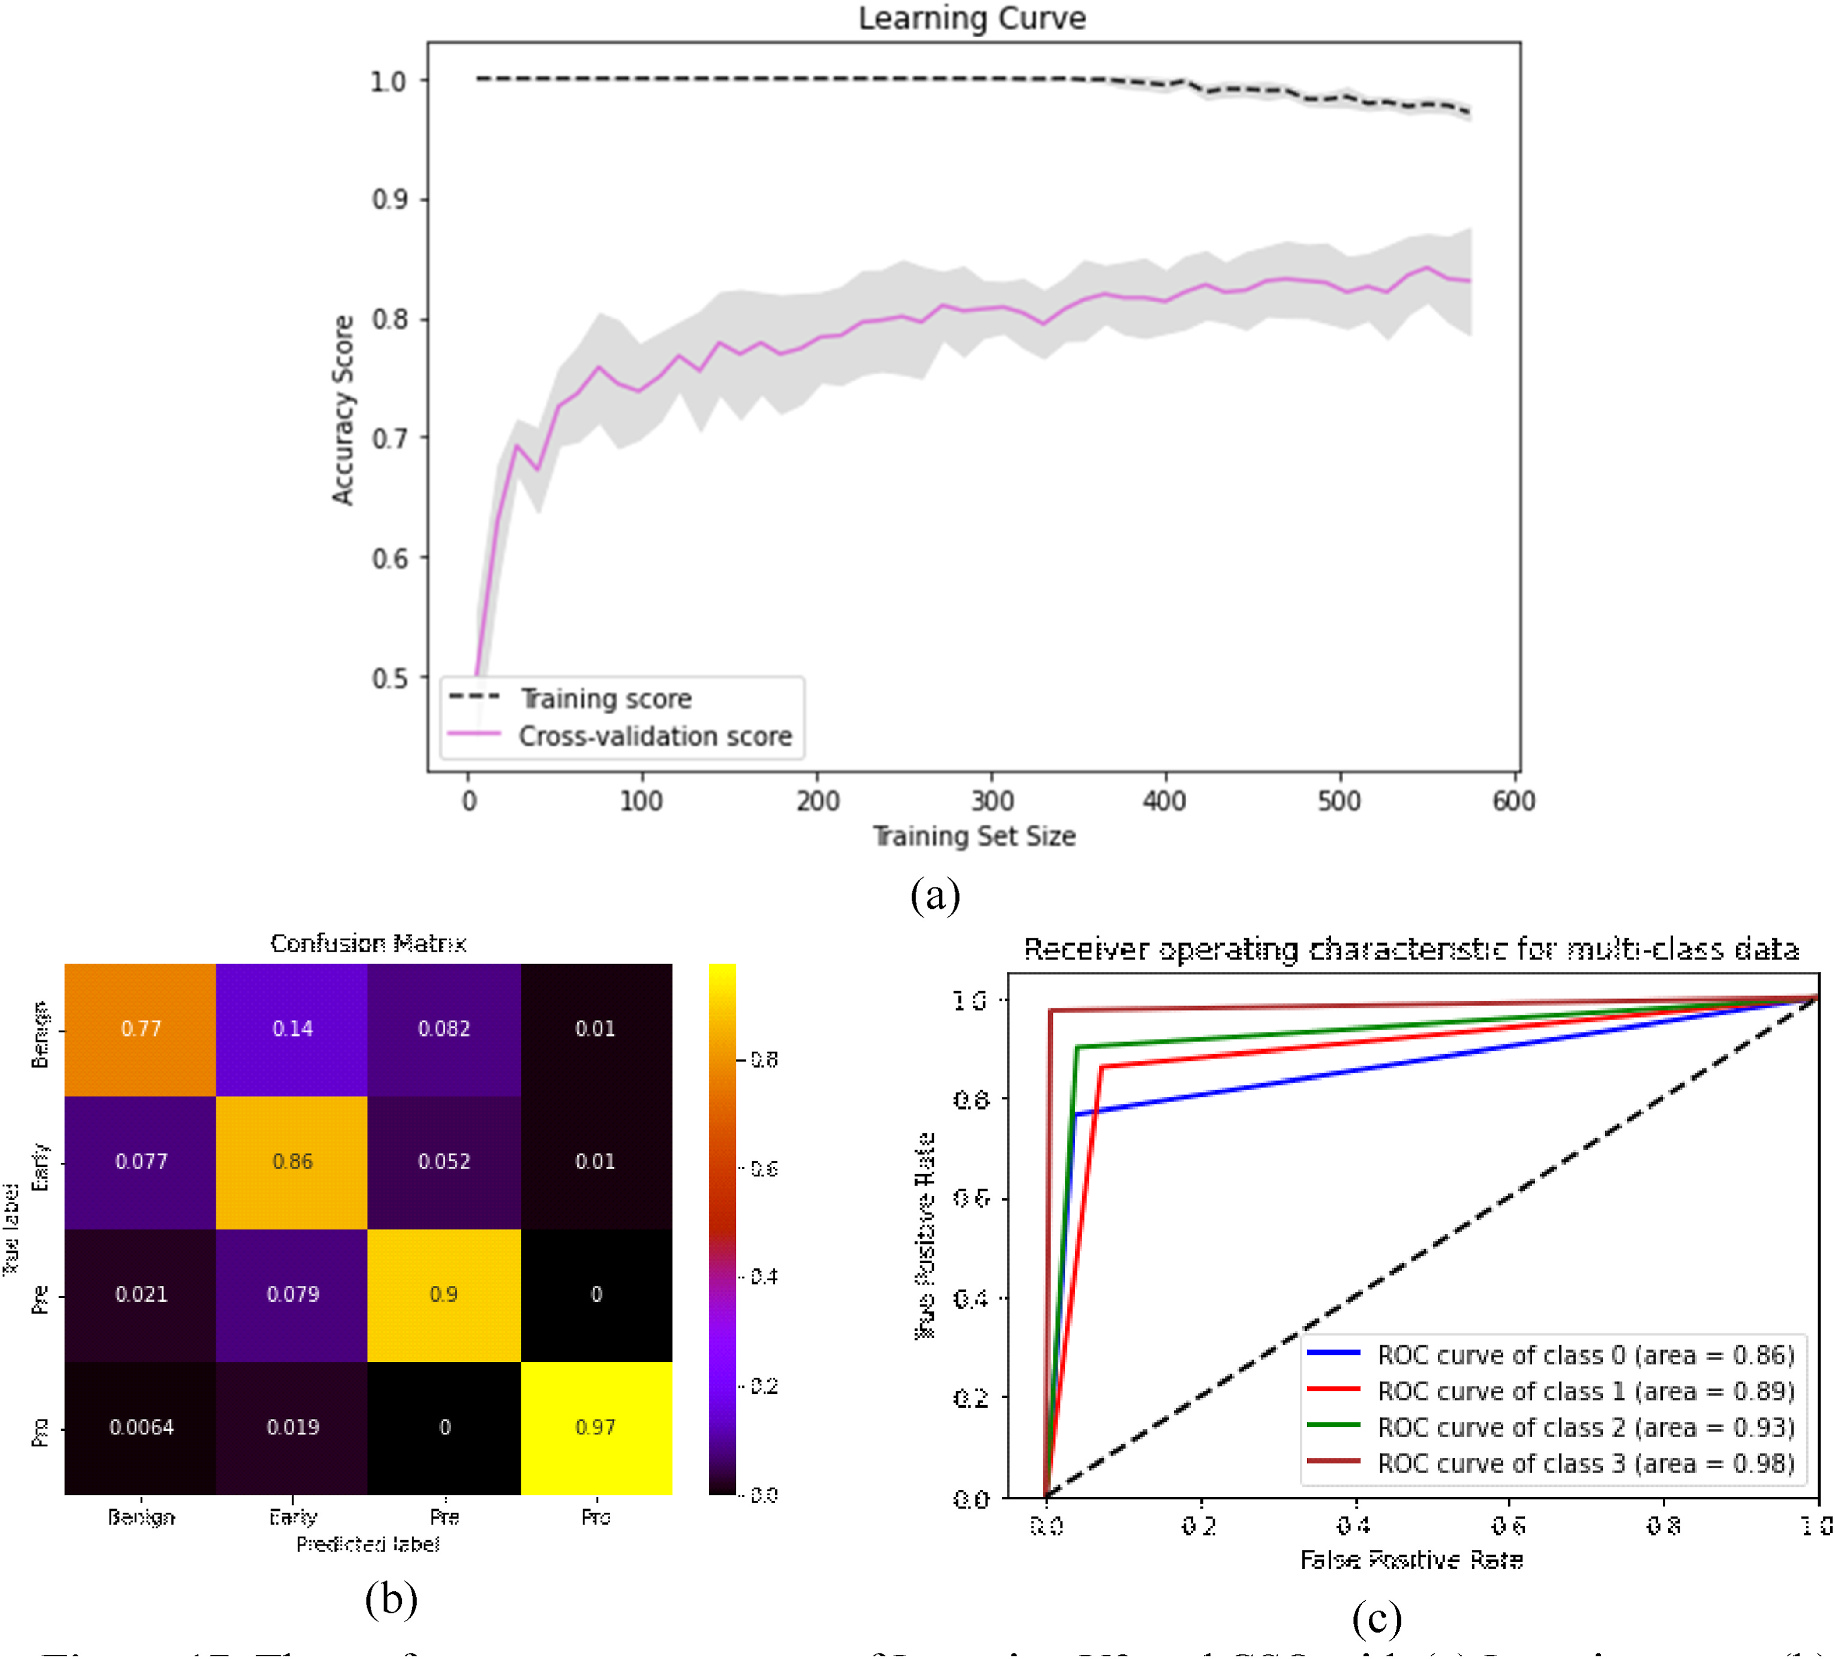 Learning Curve
1.0
0.9
0.8
0.7
0.6
0.5
Accuracy Score
Training score
Cross-validation score
0 100 200 300 400 500 600
Training Set Size
(a)
Confusion Matrix
True label
Benign 0.77 0.14 0.082 0.01
Early 0.077 0.86 0.052 0.01
Pre 0.021 0.079 0.9 0
Pro 0.0064 0.019 0 0.97
Benign Early Pre Pro
Predicted label
0.8
0.6
0.4
0.2
0.0
(b)
Receiver operating characteristic for multi-class data
1.0
0.8
0.6
0.4
0.2
0.0
True Positive Rate
ROC curve of class 0 (area = 0.86)
ROC curve of class 1 (area = 0.89)
ROC curve of class 2 (area = 0.93)
ROC curve of class 3 (area = 0.98)
0.0 0.2 0.4 0.6 0.8 1.0
False Positive Rate
(c)